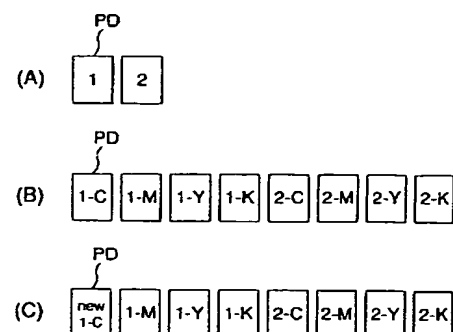 PD
(A) 1 2
PD
(B) 1-C 1-M 1-Y 1-K 2-C 2-M 2-Y 2-K
PD
(C) new 1-C 1-M 1-Y 1-K 2-C 2-M 2-Y 2-K